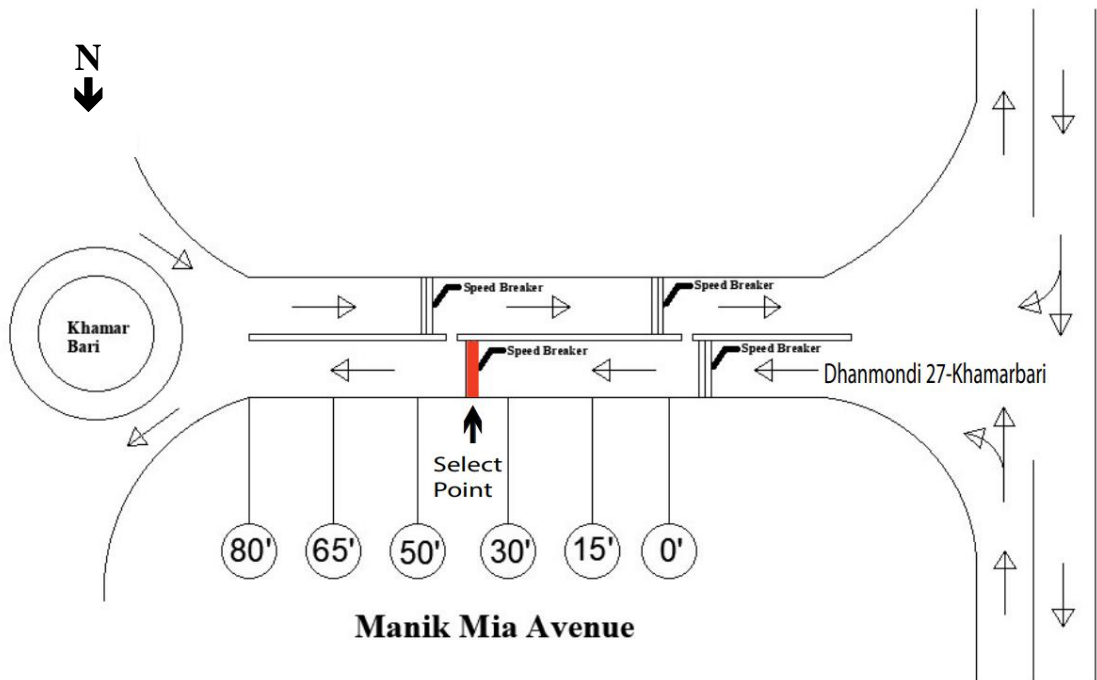 N
Speed Breaker
Speed Breaker
Khamar
Bari
Speed Breaker
Speed Breaker
Dhanmondi 27-Khamarbari
Select
Point
80'
65'
50'
30'
15'
0'
Manik Mia Avenue